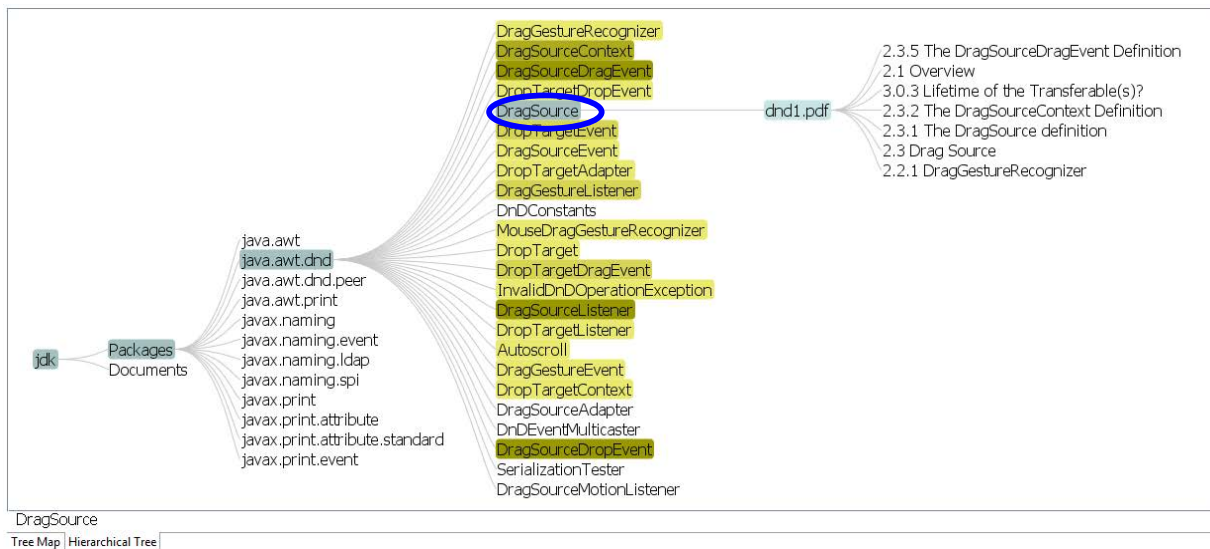 DragGestureRecognizer
DragSourceContext
DragSourceDragEvent
DropTargetDropEvent
DragSource
DropTargetEvent
DragSourceEvent
DropTargetAdapter
DragGestureListener
DnDConstants
MouseDragGestureRecognizer
DropTarget
DropTargetDragEvent
InvalidDnDOperationException
DragSourceListener
DropTargetListener
Autoscroll
DragGestureEvent
DropTargetContext
DragSourceAdapter
DnDEventMulticaster
DragSourceDropEvent
SerializationTester
DragSourceMotionListener
dnd1.pdf
2.3.5 The DragSourceDragEvent Definition
2.1 Overview
3.0.3 Lifetime of the Transferable(s)?
2.3.2 The DragSourceContext Definition
2.3.1 The DragSource definition
2.3 Drag Source
2.2.1 DragGestureRecognizer
java.awt
java.awt.dnd
java.awt.dnd.peer
java.awt.print
javax.naming
javax.naming.event
javax.naming.ldap
javax.naming.spi
javax.print
javax.print.attribute
javax.print.attribute.standard
javax.print.event
jdk
Packages
Documents
DragSource
Tree Map
Hierarchical Tree